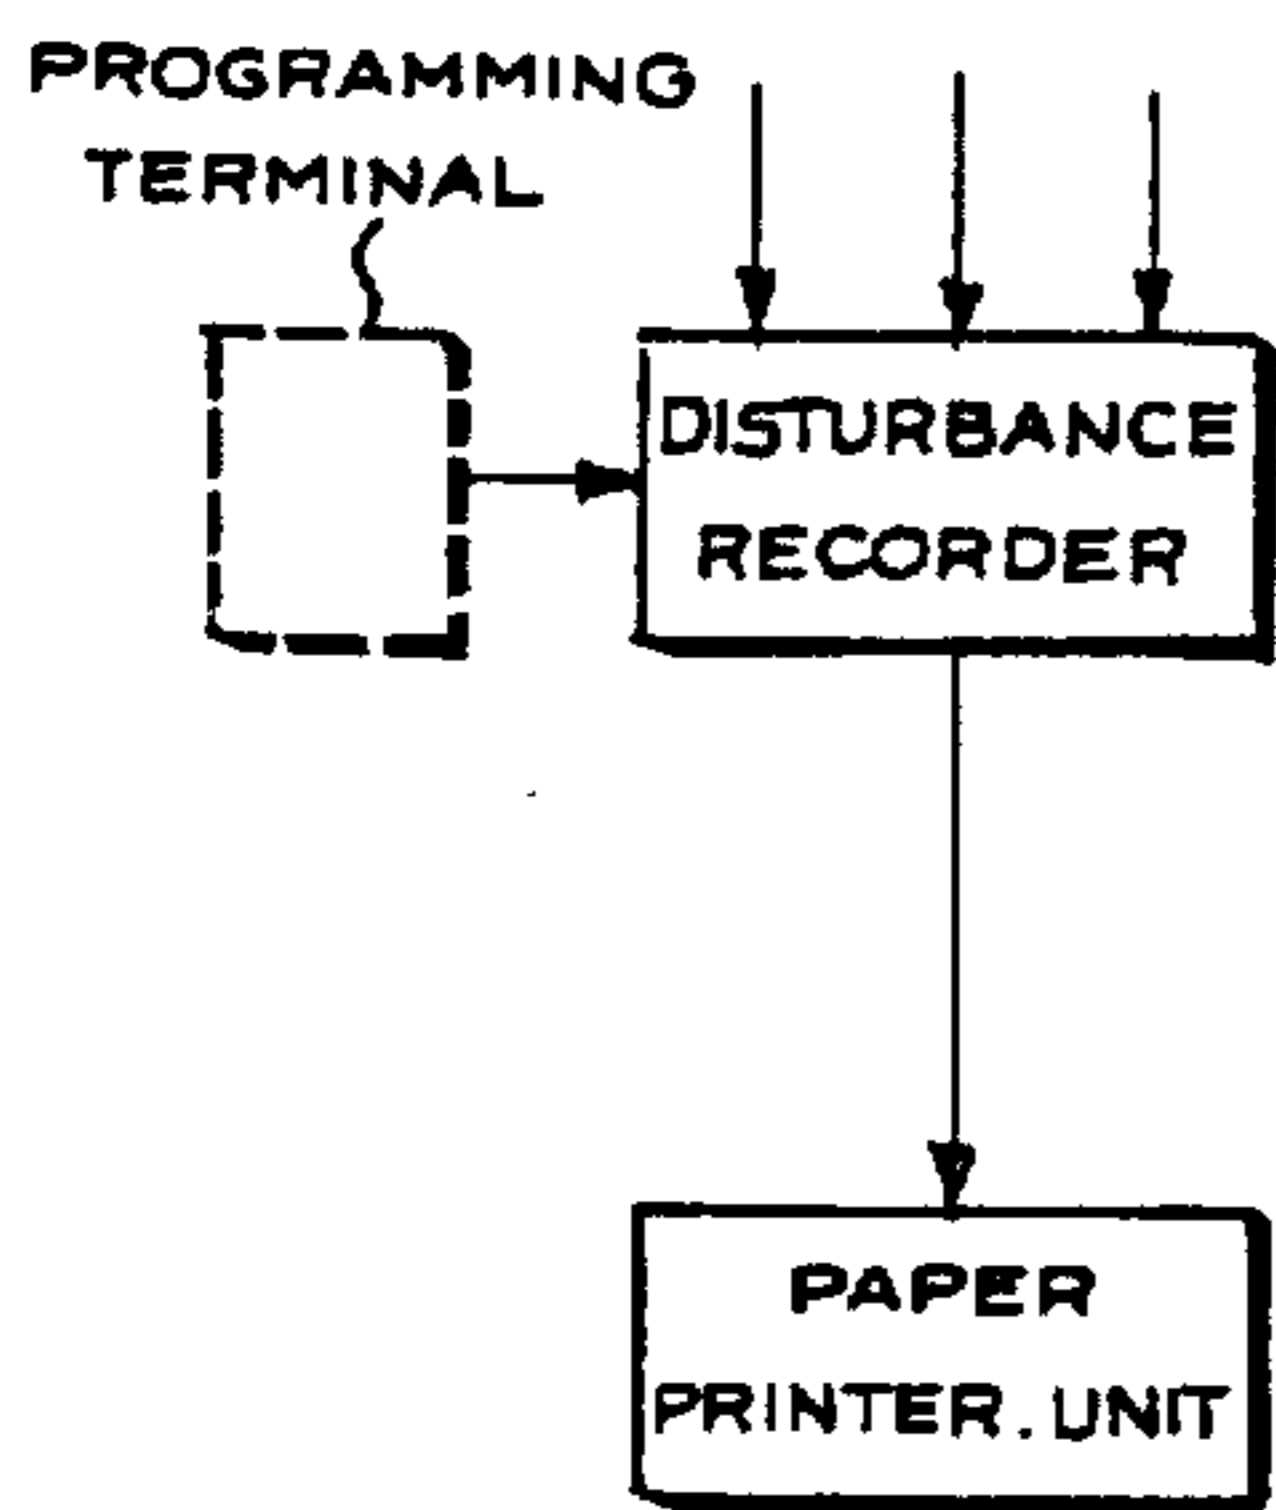 PROGRAMMING
TERMINAL
DISTURBANCE
RECORDER
PAPER
PRINTER.UNIT